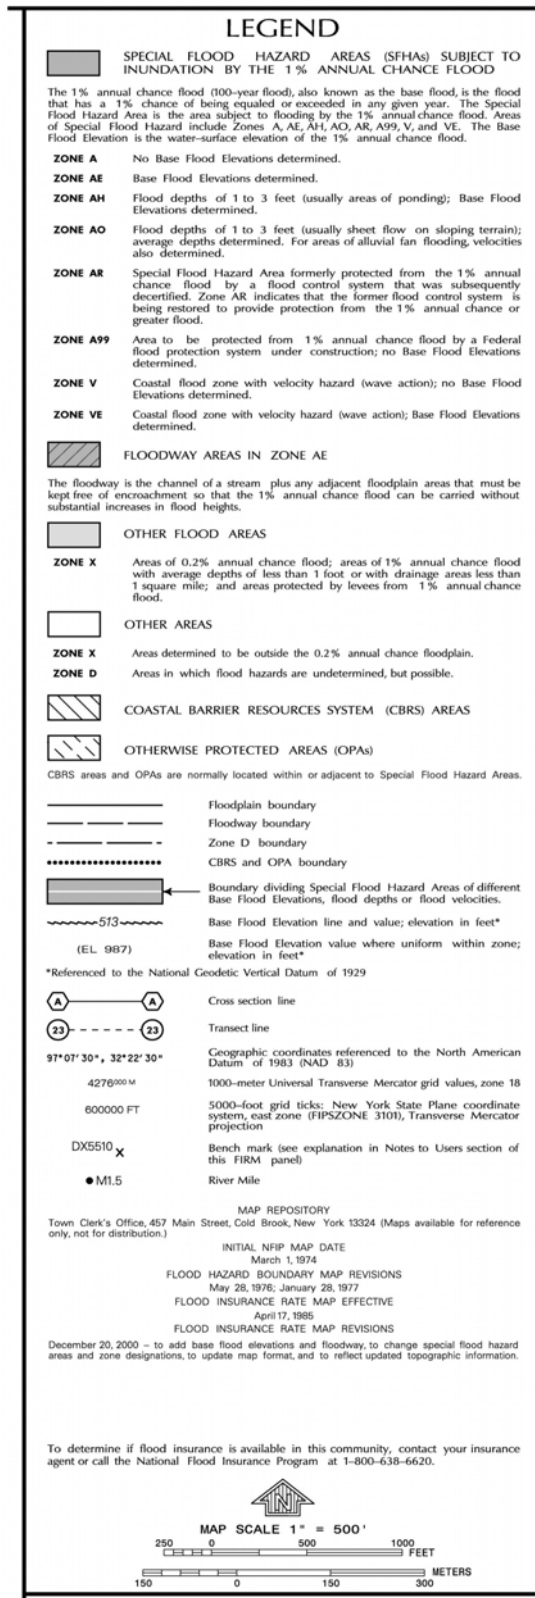 LEGEND
SPECIAL FLOOD HAZARD AREAS (SFHAs) SUBJECT TO
INUNDATION BY THE 1% ANNUAL CHANCE FLOOD
The 1% annual chance flood (100–year flood), also known as the base flood, is the flood
that has a 1% chance of being equaled or exceeded in any given year. The Special
Flood Hazard Area is the area subject to flooding by the 1% annual chance flood. Areas
of Special Flood Hazard include Zones A, AE, AH, AO, AR, A99, V, and VE. The Base
Flood Elevation is the water–surface elevation of the 1% annual chance flood.
ZONE A No Base Flood Elevations determined.
ZONE AE Base Flood Elevations determined.
ZONE AH Flood depths of 1 to 3 feet (usually areas of ponding); Base Flood
Elevations determined.
ZONE AO Flood depths of 1 to 3 feet (usually sheet flow on sloping terrain);
average depths determined. For areas of alluvial fan flooding, velocities
also determined.
ZONE AR Special Flood Hazard Area formerly protected from the 1% annual
chance flood by a flood control system that was subsequently
decertified. Zone AR indicates that the former flood control system is
being restored to provide protection from the 1% annual chance or
greater flood.
ZONE A99 Area to be protected from 1% annual chance flood by a Federal
flood protection system under construction; no Base Flood Elevations
determined.
ZONE V Coastal flood zone with velocity hazard (wave action); no Base Flood
Elevations determined.
ZONE VE Coastal flood zone with velocity hazard (wave action); Base Flood Elevations
determined.
FLOODWAY AREAS IN ZONE AE
The floodway is the channel of a stream plus any adjacent floodplain areas that must be
kept free of encroachment so that the 1% annual chance flood can be carried without
substantial increases in flood heights.
OTHER FLOOD AREAS
ZONE X Areas of 0.2% annual chance flood; areas of 1% annual chance flood
with average depths of less than 1 foot or with drainage areas less than
1 square mile; and areas protected by levees from 1% annual chance
flood.
OTHER AREAS
ZONE X Areas determined to be outside the 0.2% annual chance floodplain.
ZONE D Areas in which flood hazards are undetermined, but possible.
COASTAL BARRIER RESOURCES SYSTEM (CBRS) AREAS
OTHERWISE PROTECTED AREAS (OPAs)
CBRS areas and OPAs are normally located within or adjacent to Special Flood Hazard Areas.
Floodplain boundary
Floodway boundary
Zone D boundary
CBRS and OPA boundary
Boundary dividing Special Flood Hazard Areas of different
Base Flood Elevations, flood depths or flood velocities.
513 Base Flood Elevation line and value; elevation in feet*
(EL 987) Base Flood Elevation value where uniform within zone;
elevation in feet*
*Referenced to the National Geodetic Vertical Datum of 1929
A A Cross section line
23 23 Transect line
97°07'30", 32°22'30" Geographic coordinates referenced to the North American
Datum of 1983 (NAD 83)
4276000 M 1000–meter Universal Transverse Mercator grid values, zone 18
600000 FT 5000–foot grid ticks: New York State Plane coordinate
system, east zone (FIPSZONE 3101), Transverse Mercator
projection
DX5510 X Bench mark (see explanation in Notes to Users section of
this FIRM panel)
M1.5 River Mile
MAP REPOSITORY
Town Clerk's Office, 457 Main Street, Cold Brook, New York 13324 (Maps available for reference
only, not for distribution.)
INITIAL NFIP MAP DATE
March 1, 1974
FLOOD HAZARD BOUNDARY MAP REVISIONS
May 28, 1976; January 28, 1977
FLOOD INSURANCE RATE MAP EFFECTIVE
April 17, 1985
FLOOD INSURANCE RATE MAP REVISIONS
December 20, 2000 – to add base flood elevations and floodway, to change special flood hazard
areas and zone designations, to update map format, and to reflect updated topographic information.
To determine if flood insurance is available in this community, contact your insurance
agent or call the National Flood Insurance Program at 1–800–638–6620.
N
MAP SCALE 1" = 500'
250 0 500 1000
FEET
METERS
150 0 150 300